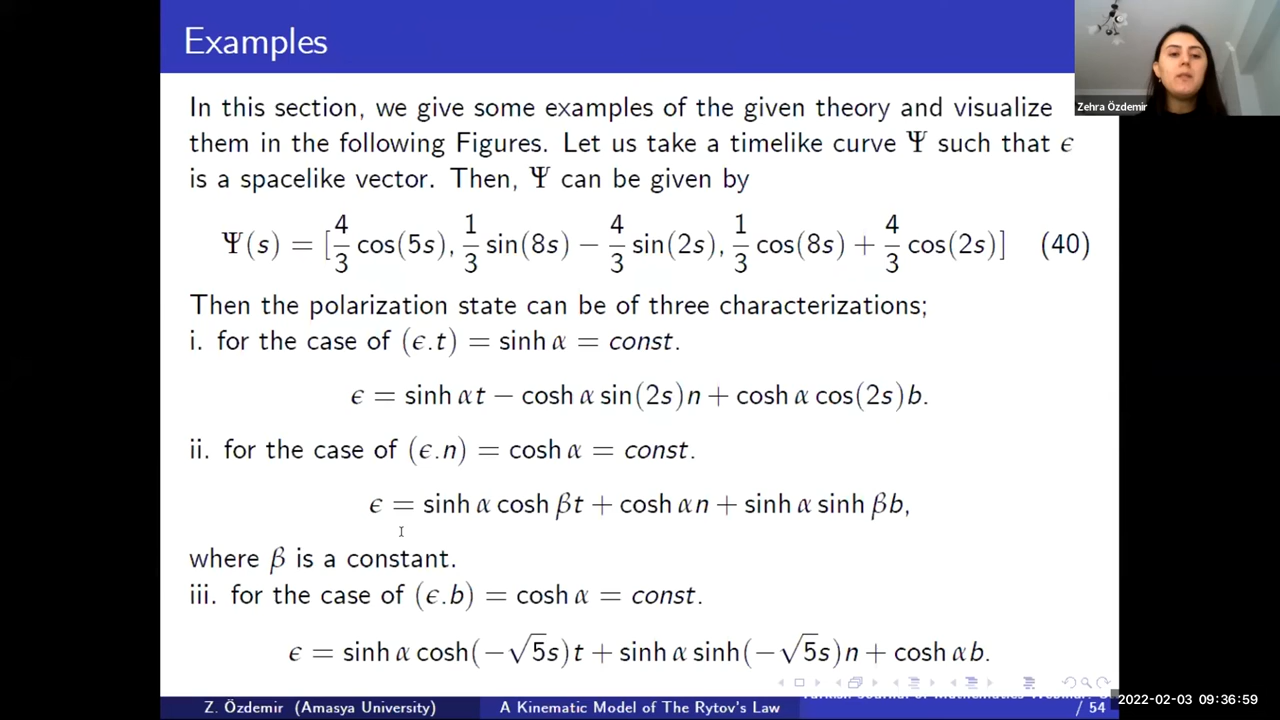 Examples
Zehra Özdemir
In this section, we give some examples of the given theory and visualize
them in the following Figures. Let us take a timelike curve Ψ such that ϵ
is a spacelike vector. Then, Ψ can be given by
Ψ(s) = [4/3 cos(5s), 1/3 sin(8s) − 4/3 sin(2s), 1/3 cos(8s) + 4/3 cos(2s)] (40)
Then the polarization state can be of three characterizations;
i. for the case of (ϵ.t) = sinh α = const.
ϵ = sinh αt − cosh α sin(2s)n + cosh α cos(2s)b.
ii. for the case of (ϵ.n) = cosh α = const.
ϵ = sinh α cosh βt + cosh αn + sinh α sinh βb,
where β is a constant.
iii. for the case of (ϵ.b) = cosh α = const.
ϵ = sinh α cosh(−√5s)t + sinh α sinh(−√5s)n + cosh αb.
Z. Özdemir (Amasya University) A Kinematic Model of The Rytov's Law / 54
2022-02-03 09:36:59